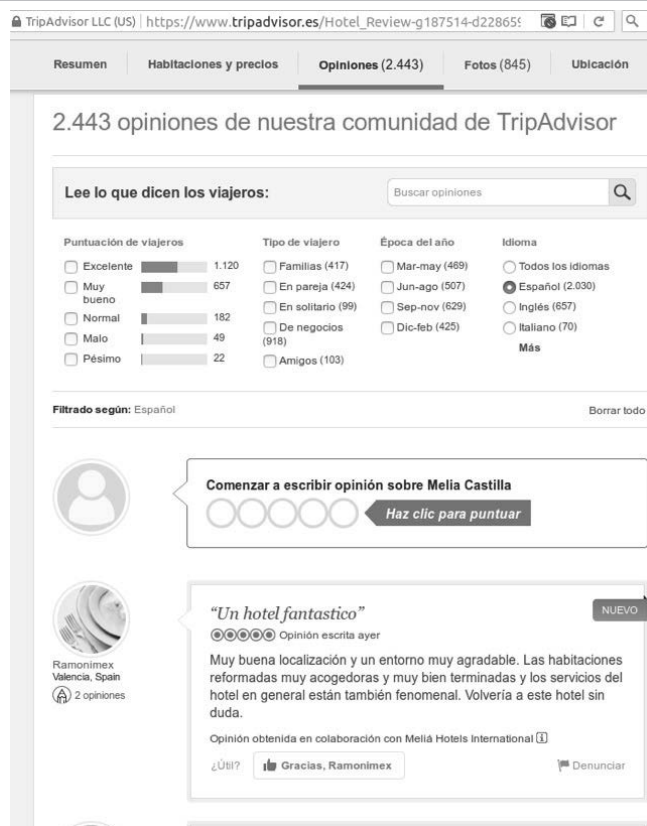 TripAdvisor LLC (US) https://www.tripadvisor.es/Hotel_Review-g187514-d228659
Resumen Habitaciones y precios Opiniones (2.443) Fotos (845) Ubicación
2.443 opiniones de nuestra comunidad de TripAdvisor
Lee lo que dicen los viajeros: Buscar opiniones
Puntuación de viajeros Tipo de viajero Época del año Idioma
Excelente 1.120 Familias (417) Mar-may (469) Todos los idiomas
Muy bueno 657 En pareja (424) Jun-ago (507) Español (2.030)
Normal 182 En solitario (99) Sep-nov (629) Inglés (657)
Malo 49 De negocios (918) Dic-feb (425) Italiano (70)
Pésimo 22 Amigos (103) Más
Filtrado según: Español Borrar todo
Comenzar a escribir opinión sobre Melia Castilla
Haz clic para puntuar
NUEVO
“Un hotel fantastico”
Opinión escrita ayer
Ramonimex
Valencia, Spain
2 opiniones
Muy buena localización y un entorno muy agradable. Las habitaciones
reformadas muy acogedoras y muy bien terminadas y los servicios del
hotel en general están también fenomenal. Volvería a este hotel sin
duda.
Opinión obtenida en colaboración con Meliá Hotels International
¿Útil? Gracias, Ramonimex Denunciar